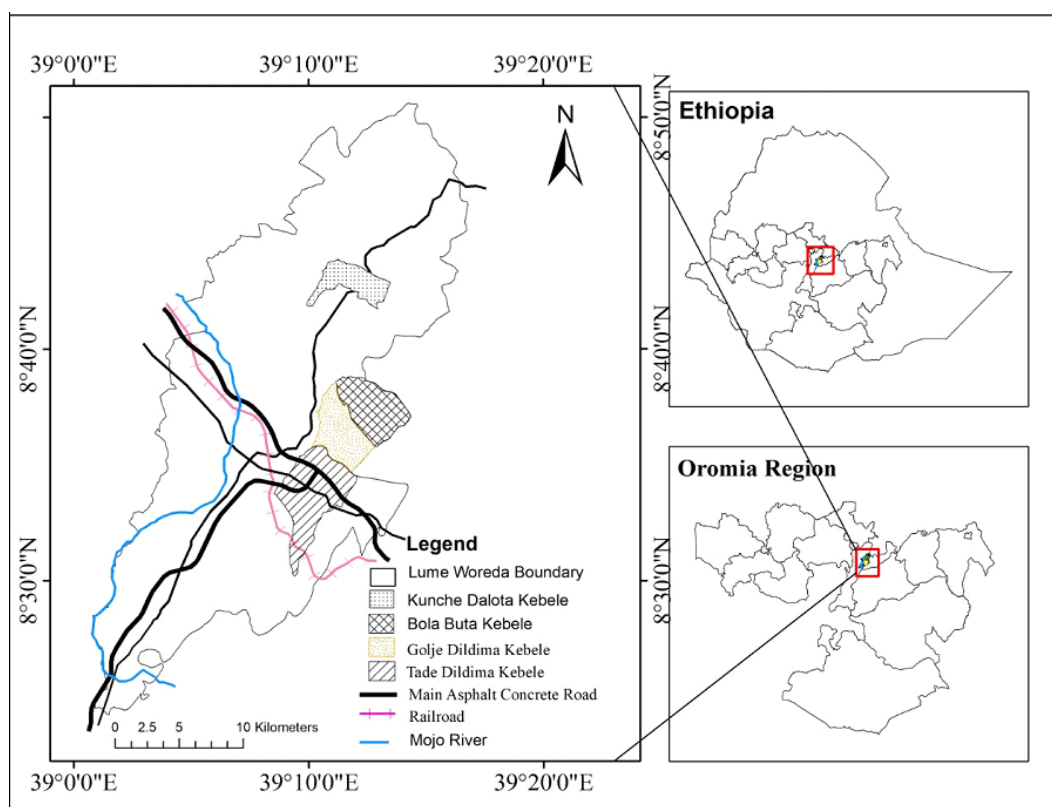 39°0'0"E 39°10'0"E 39°20'0"E
N
8°50'0"N
8°40'0"N
8°30'0"N
8°40'0"N
8°30'0"N
Legend
Lume Woreda Boundary
Kunche Dalota Kebele
Bola Buta Kebele
Golje Dildima Kebele
Tade Dildima Kebele
Main Asphalt Concrete Road
Railroad
Mojo River
0 2.5 5 10 Kilometers
39°0'0"E 39°10'0"E 39°20'0"E
Ethiopia
Oromia Region